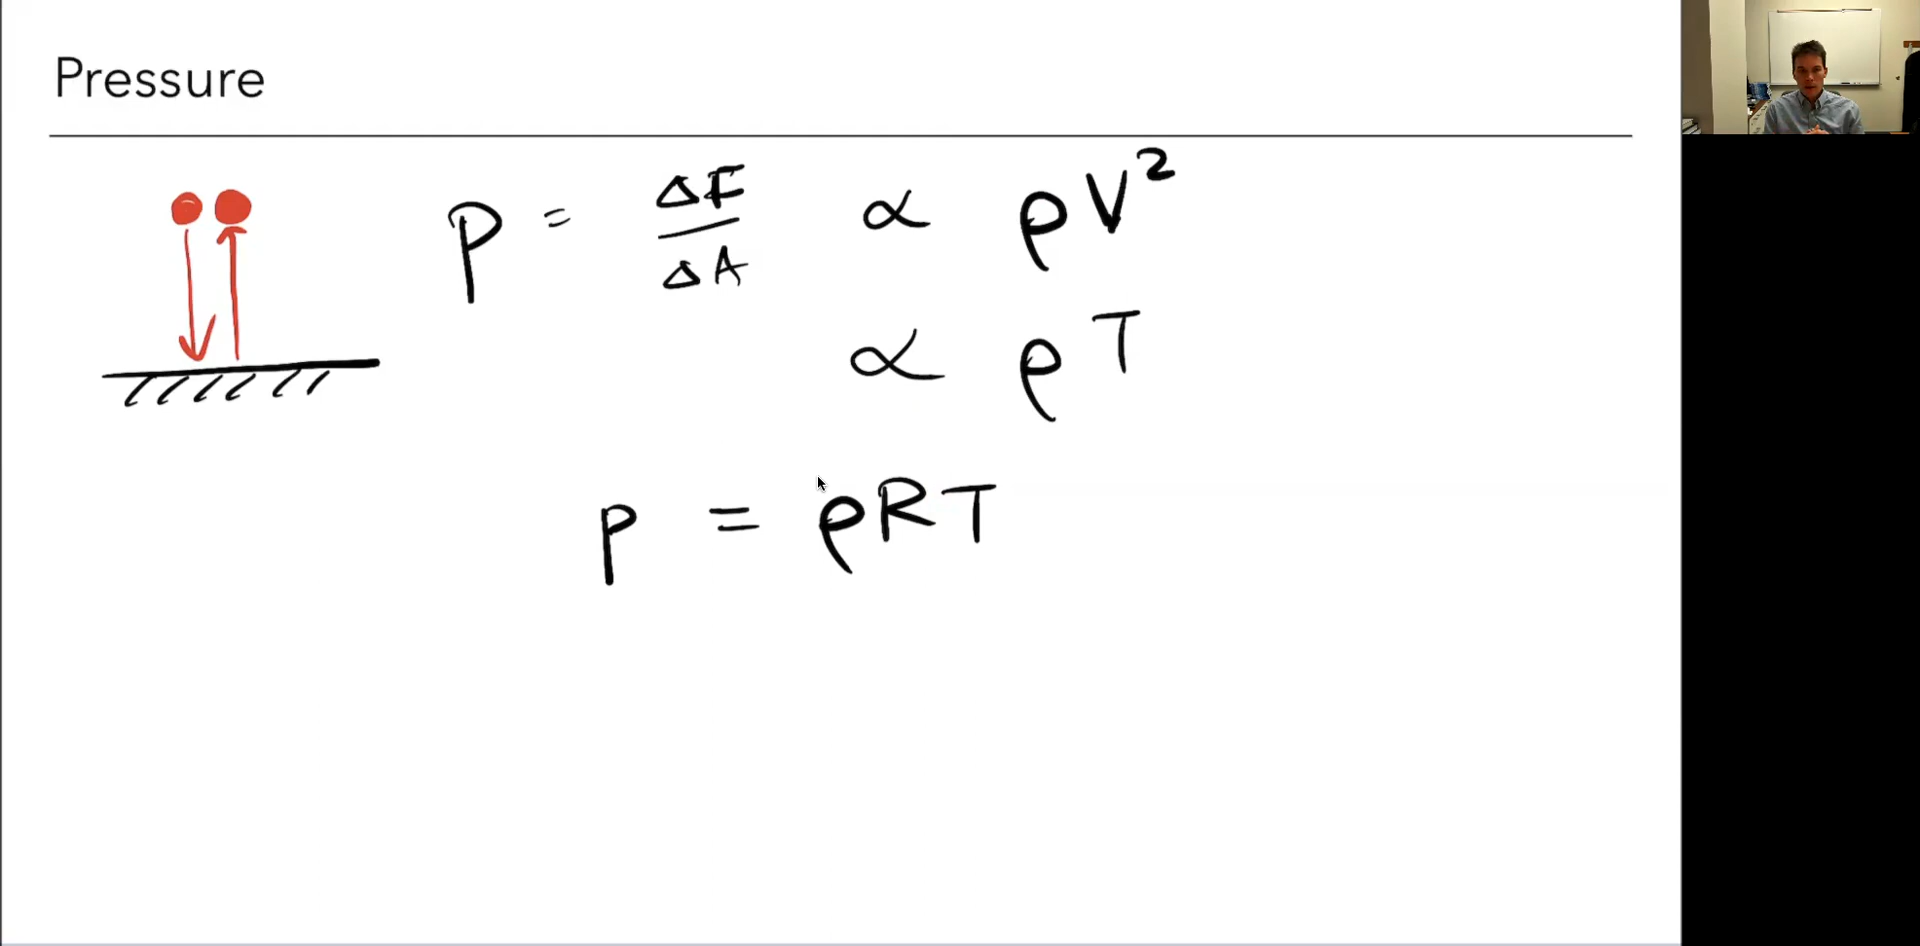 Pressure
p = ΔF/ΔA ∝ ρV²
∝ ρT
p = ρRT